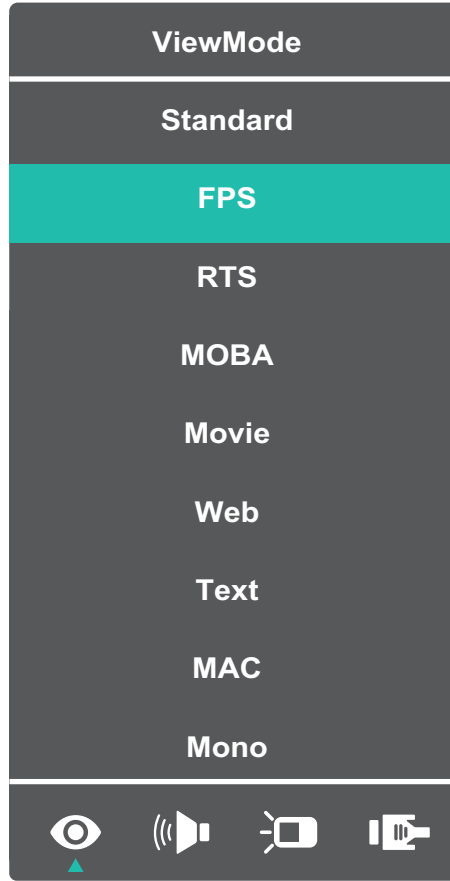 ViewMode
Standard
FPS
RTS
MOBA
Movie
Web
Text
MAC
Mono